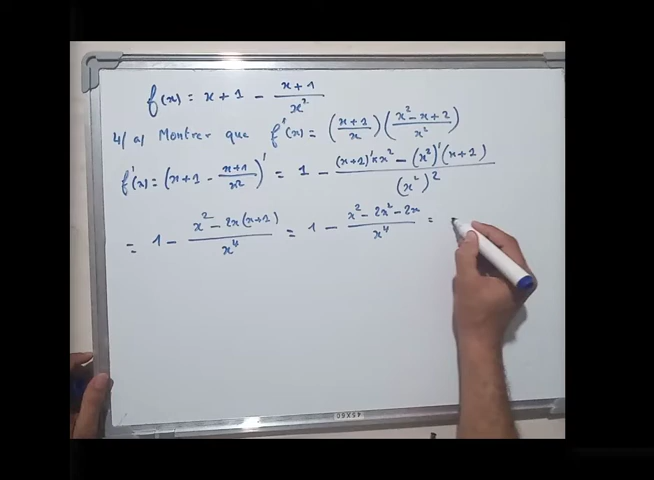 f(x) = x + 1 - (x+1)/x²
4/ a/ Montrer que f'(x) = ((x+1)/x)((x²-x+2)/x²)
f'(x) = (x+1 - (x+1)/x²)' = 1 - ((x+1)'×x² - (x²)'(x+1))/(x²)²
= 1 - (x² - 2x(x+1))/x⁴ = 1 - (x² - 2x² - 2x)/x⁴ =
45X60